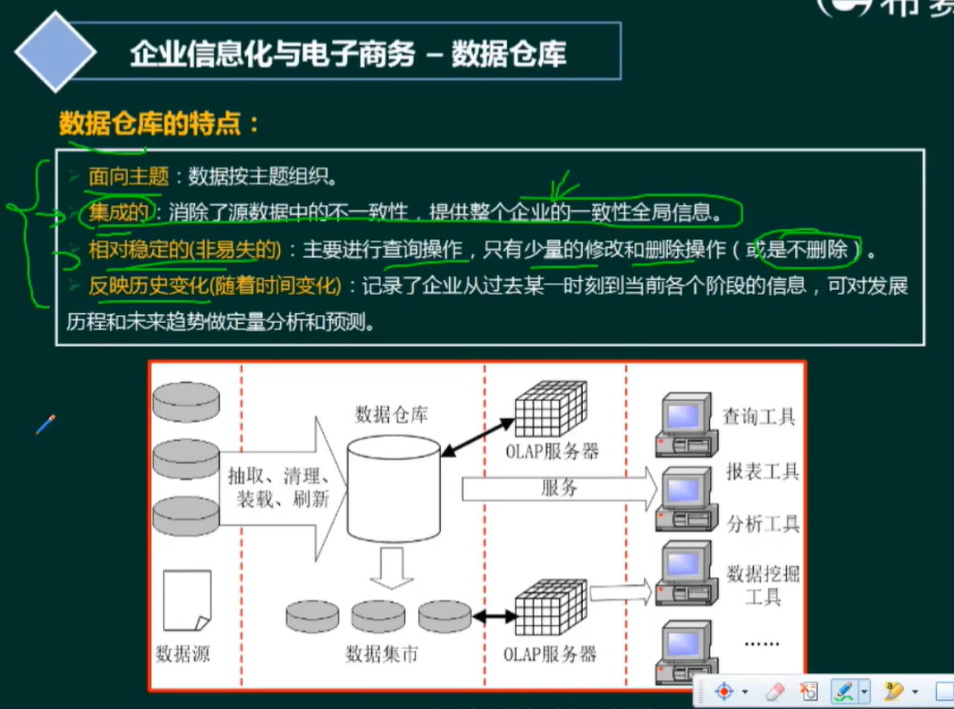 企业信息化与电子商务 – 数据仓库
数据仓库的特点：
面向主题：数据按主题组织。
集成的：消除了源数据中的不一致性，提供整个企业的一致性全局信息。
相对稳定的(非易失的)：主要进行查询操作，只有少量的修改和删除操作（或是不删除）。
反映历史变化(随着时间变化)：记录了企业从过去某一时刻到当前各个阶段的信息，可对发展
历程和未来趋势做定量分析和预测。
数据仓库
OLAP服务器
查询工具
报表工具
抽取、清理、
装载、刷新
服务
分析工具
数据挖掘
工具
数据源
数据集市
OLAP服务器
……